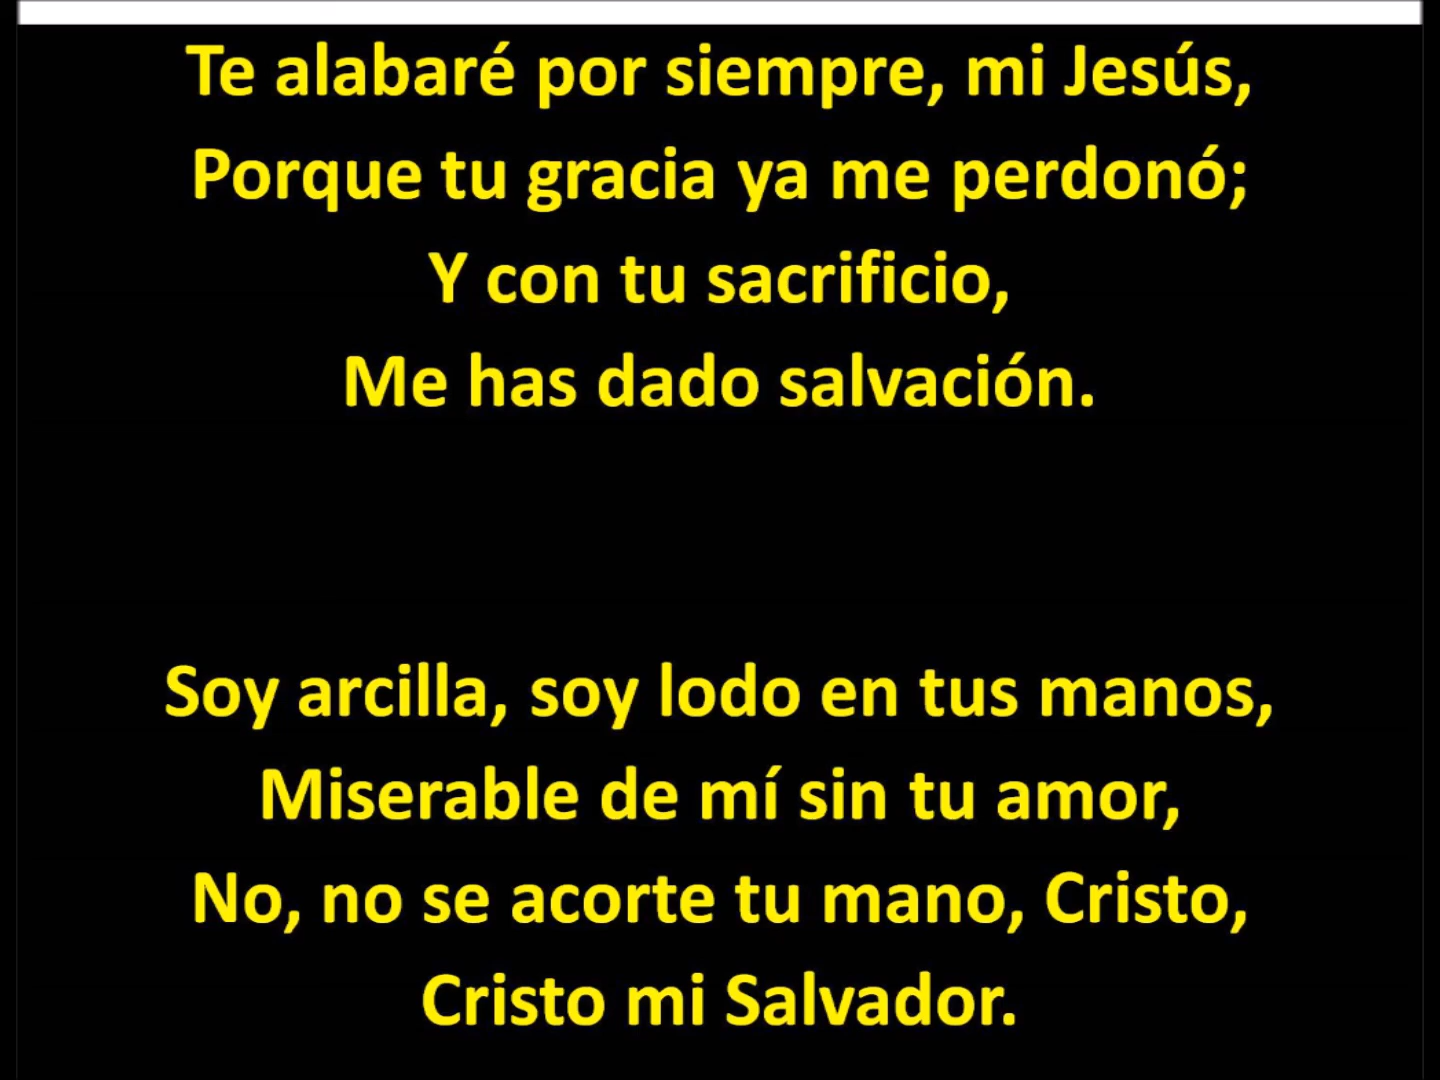 Te alabaré por siempre, mi Jesús,
Porque tu gracia ya me perdonó;
Y con tu sacrificio,
Me has dado salvación.
Soy arcilla, soy lodo en tus manos,
Miserable de mí sin tu amor,
No, no se acorte tu mano, Cristo,
Cristo mi Salvador.